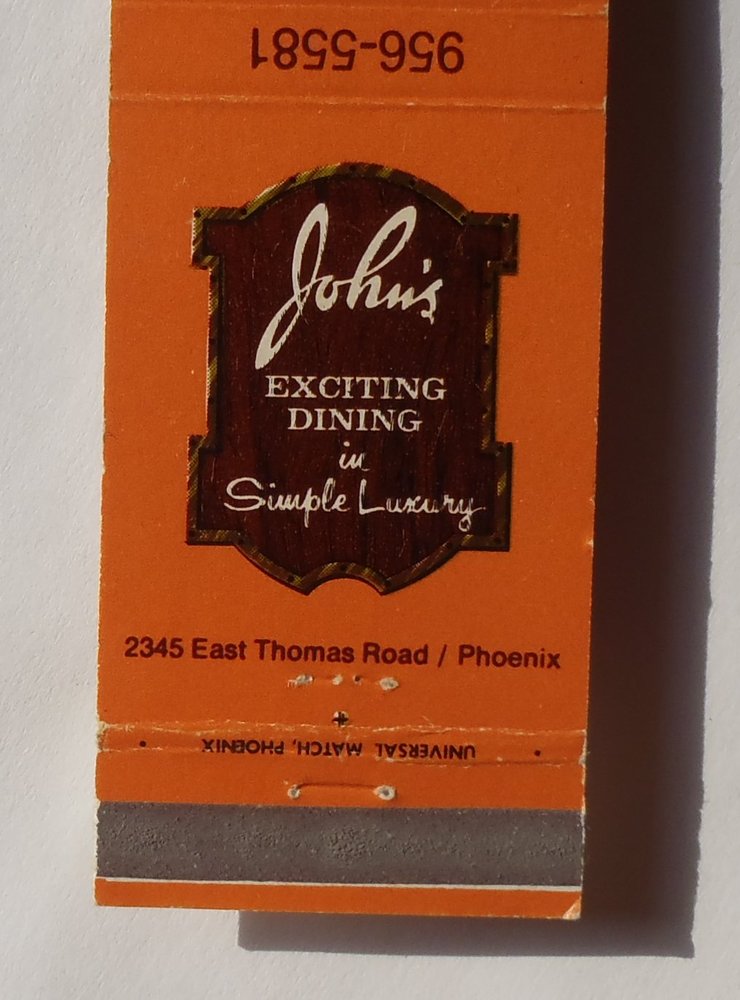 956-5581
John's
EXCITING
DINING
in
Simple Luxury
2345 East Thomas Road / Phoenix
UNIVERSAL MATCH, PHOENIX